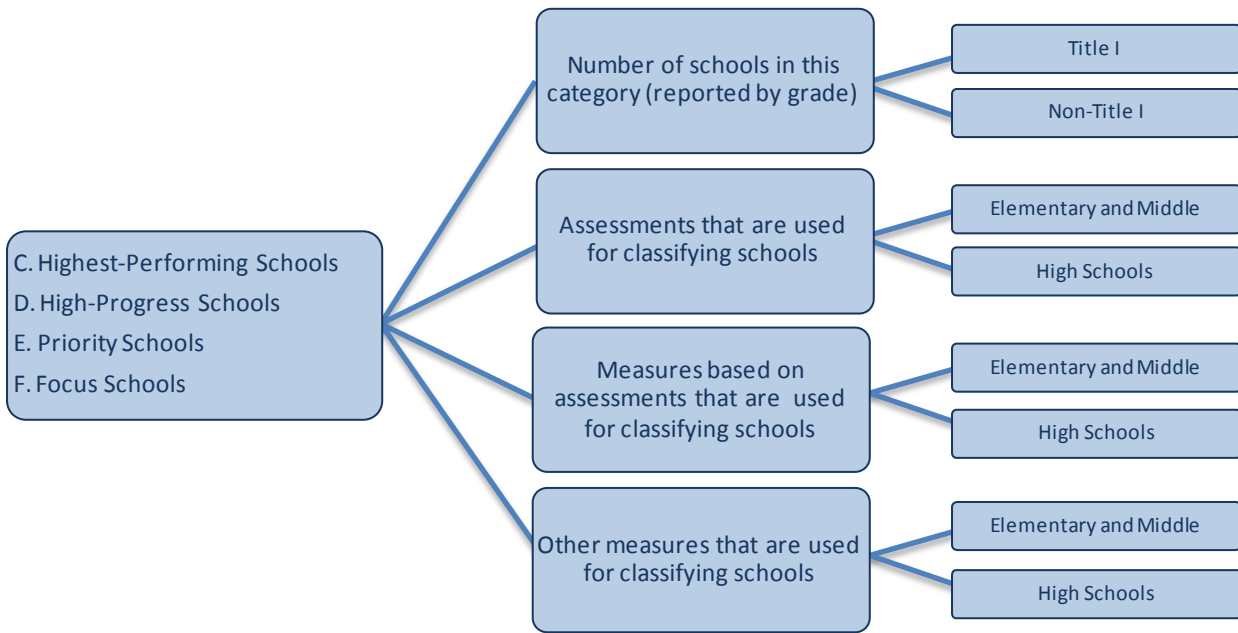 C. Highest-Performing Schools
D. High-Progress Schools
E. Priority Schools
F. Focus Schools
Number of schools in this
category (reported by grade)
Title I
Non-Title I
Assessments that are used
for classifying schools
Elementary and Middle
High Schools
Measures based on
assessments that are used
for classifying schools
Elementary and Middle
High Schools
Other measures that are used
for classifying schools
Elementary and Middle
High Schools